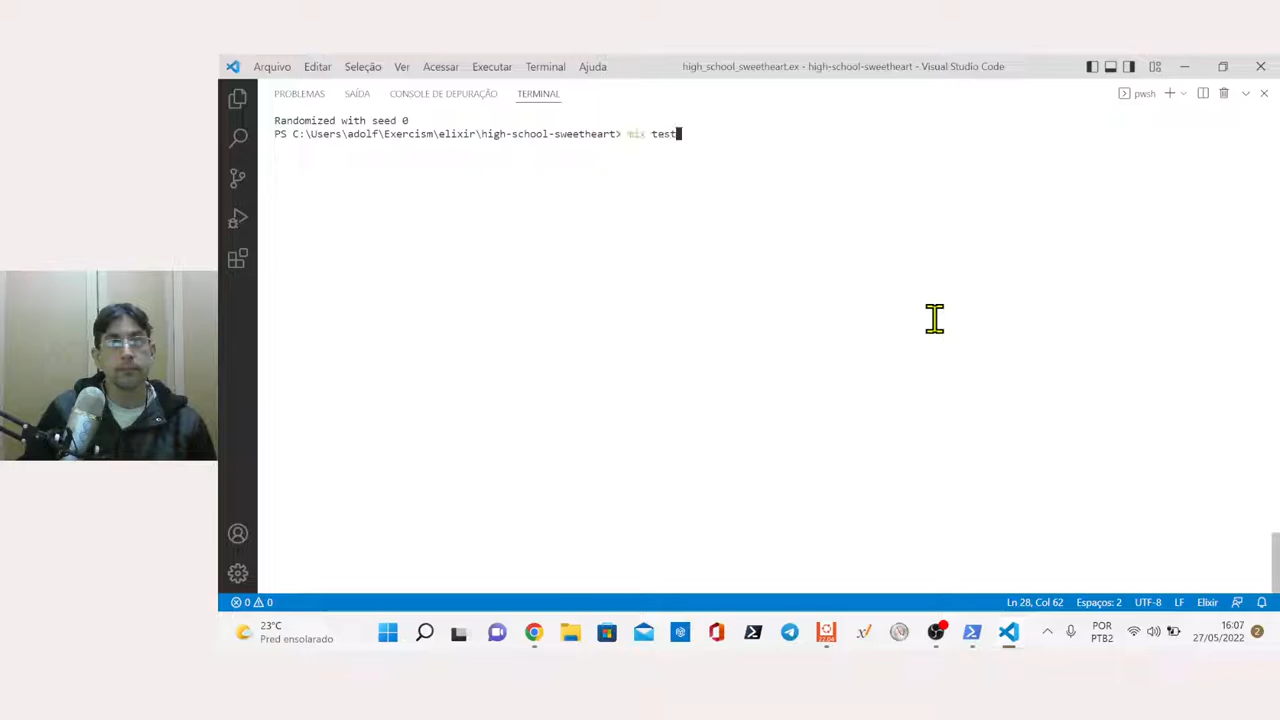 Arquivo Editar Seleção Ver Acessar Executar Terminal Ajuda high_school_sweetheart.ex - high-school-sweetheart - Visual Studio Code
PROBLEMAS SAÍDA CONSOLE DE DEPURAÇÃO TERMINAL pwsh
Randomized with seed 0
PS C:\Users\adolf\Exercism\elixir\high-school-sweetheart> mix test
0 0 Ln 28, Col 62 Espaços: 2 UTF-8 LF Elixir
23°C
Pred ensolarado
22.04
POR
PTB2
16:07
27/05/2022
2